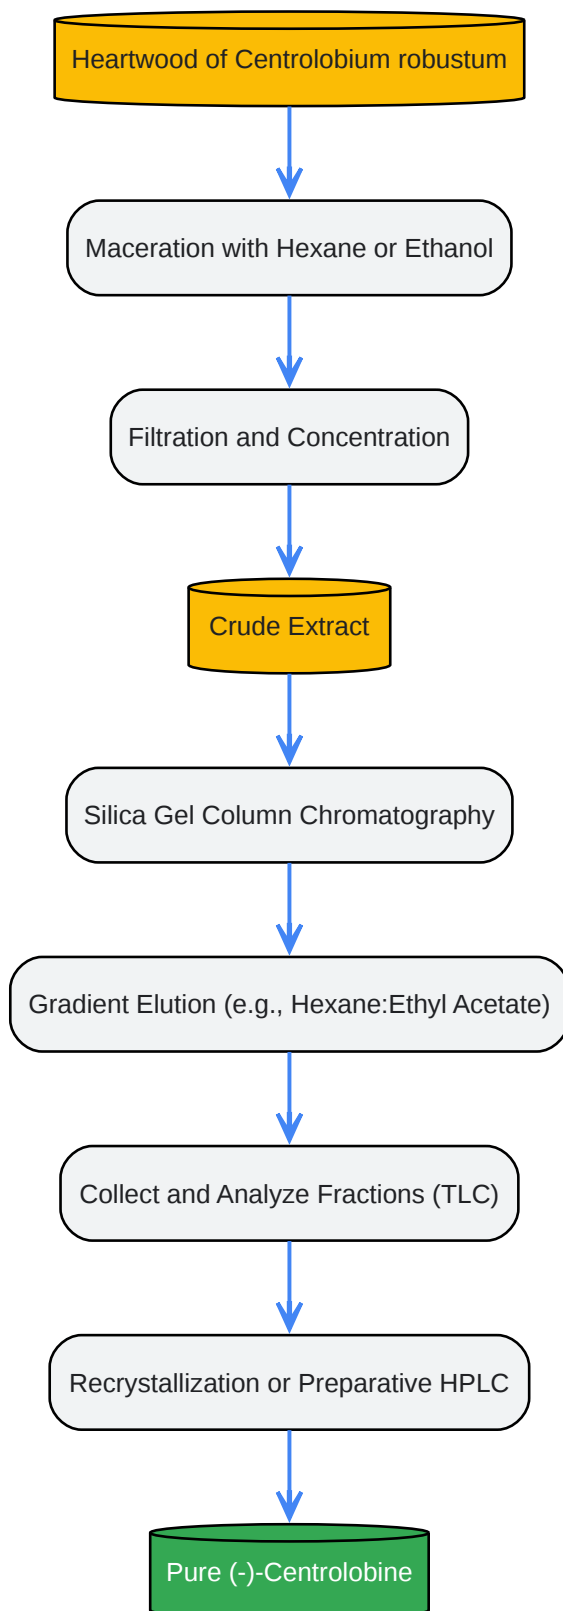 Heartwood of Centrolobium robustum
Maceration with Hexane or Ethanol
Filtration and Concentration
Crude Extract
Silica Gel Column Chromatography
Gradient Elution (e.g., Hexane:Ethyl Acetate)
Collect and Analyze Fractions (TLC)
Recrystallization or Preparative HPLC
Pure (-)-Centrolobine